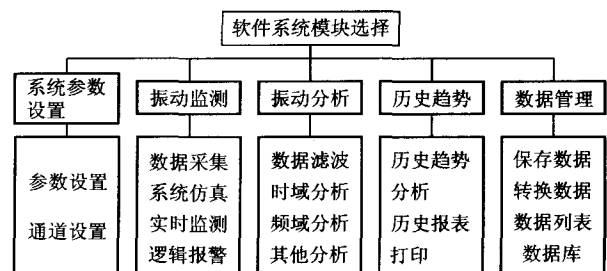 软件系统模块选择
系统参数
设置
振动监测
振动分析
历史趋势
数据管理
参数设置
通道设置
数据采集
系统仿真
实时监测
逻辑报警
数据滤波
时域分析
频域分析
其他分析
历史趋势
分析
历史报表
打印
保存数据
转换数据
数据列表
数据库